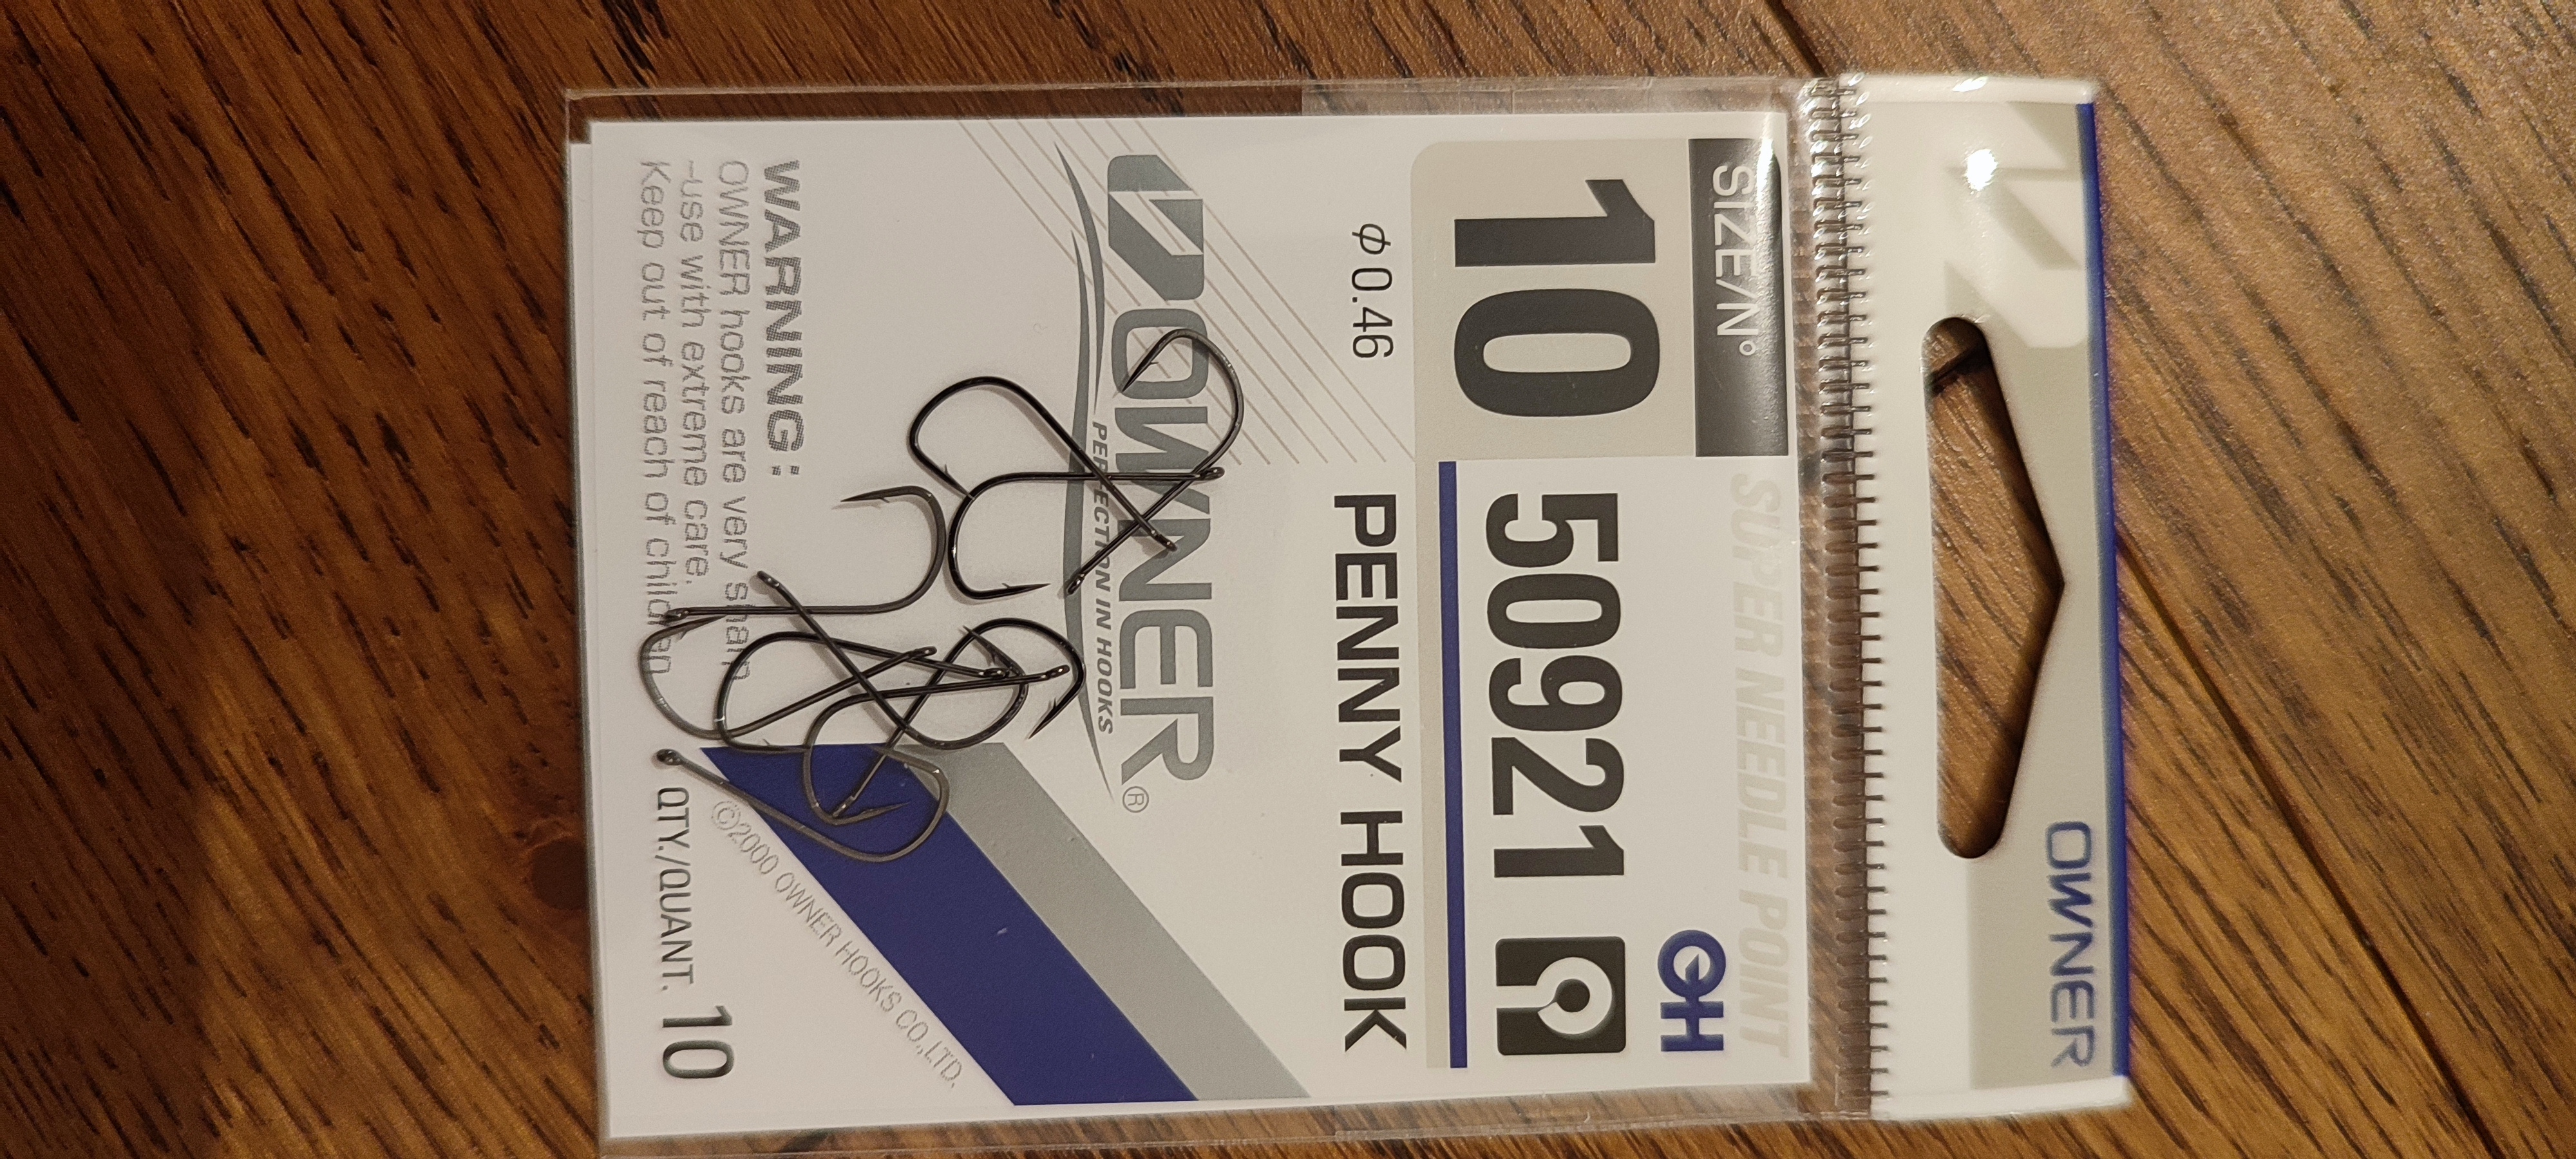 OWNER
SUPER NEEDLE POINT
SIZE/N°
10
50921
φ0.46
PENNY HOOK
OWNER®
PERFECTION IN HOOKS
WARNING:
OWNER hooks are very sharp
-use with extreme care.
Keep out of reach of children
©2000 OWNER HOOKS CO.,LTD.
QTY./QUANT. 10